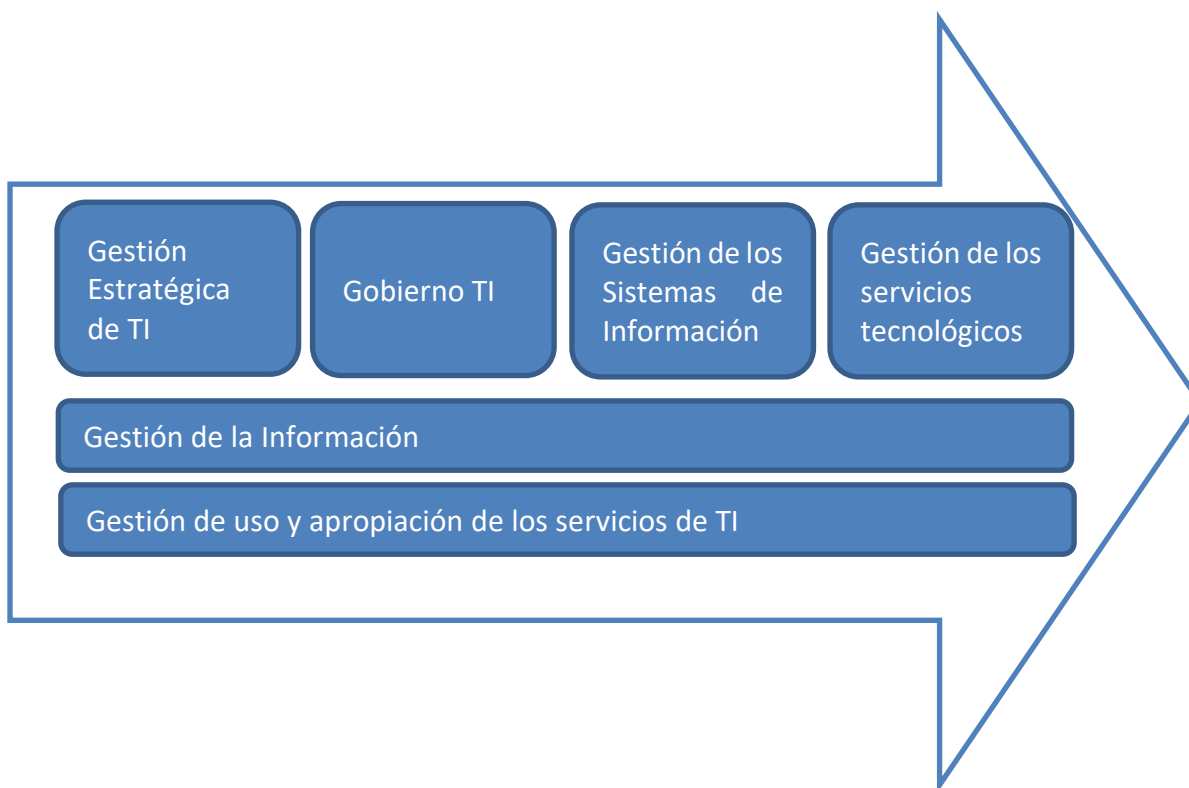 Gestión
Estratégica
de TI
Gobierno TI
Gestión de los
Sistemas de
Información
Gestión de los
servicios
tecnológicos
Gestión de la Información
Gestión de uso y apropiación de los servicios de TI